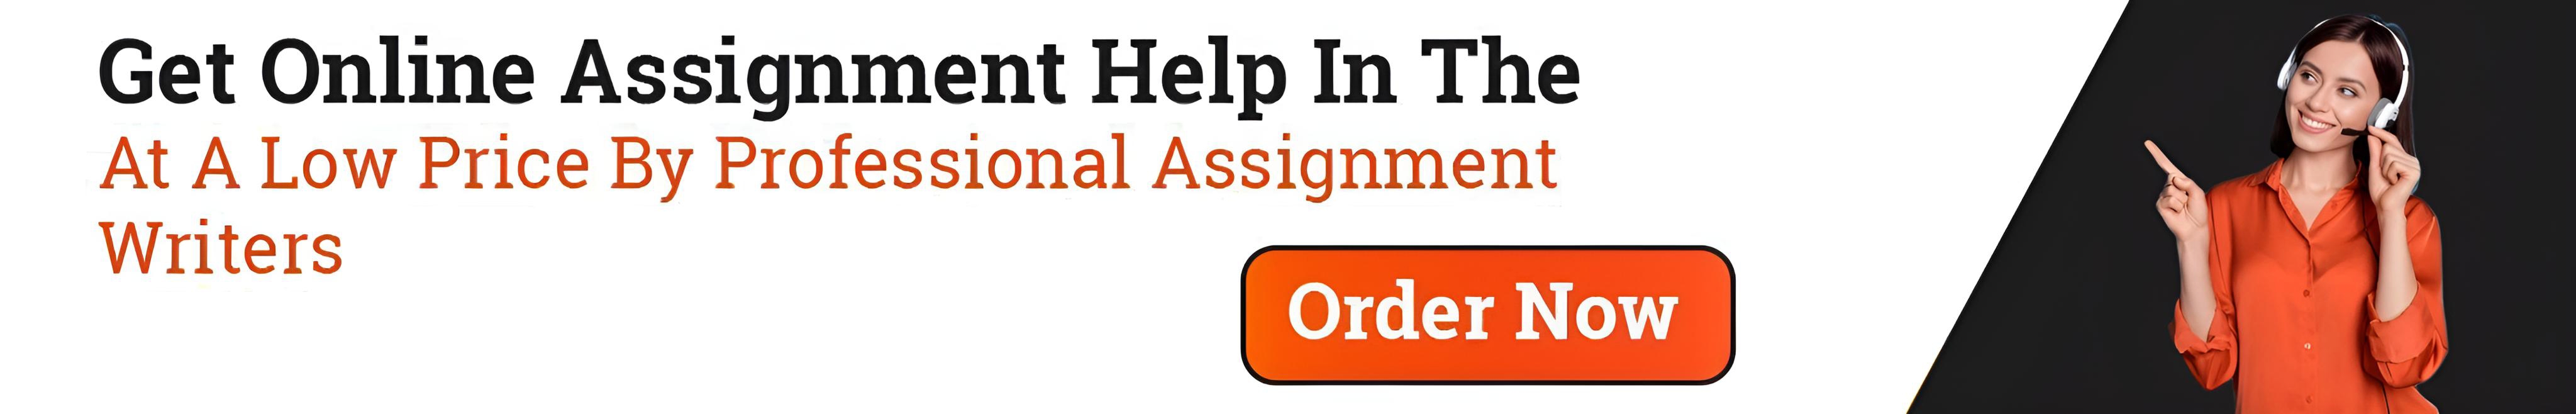 Get Online Assignment Help In The
At A Low Price By Professional Assignment
Writers
Order Now